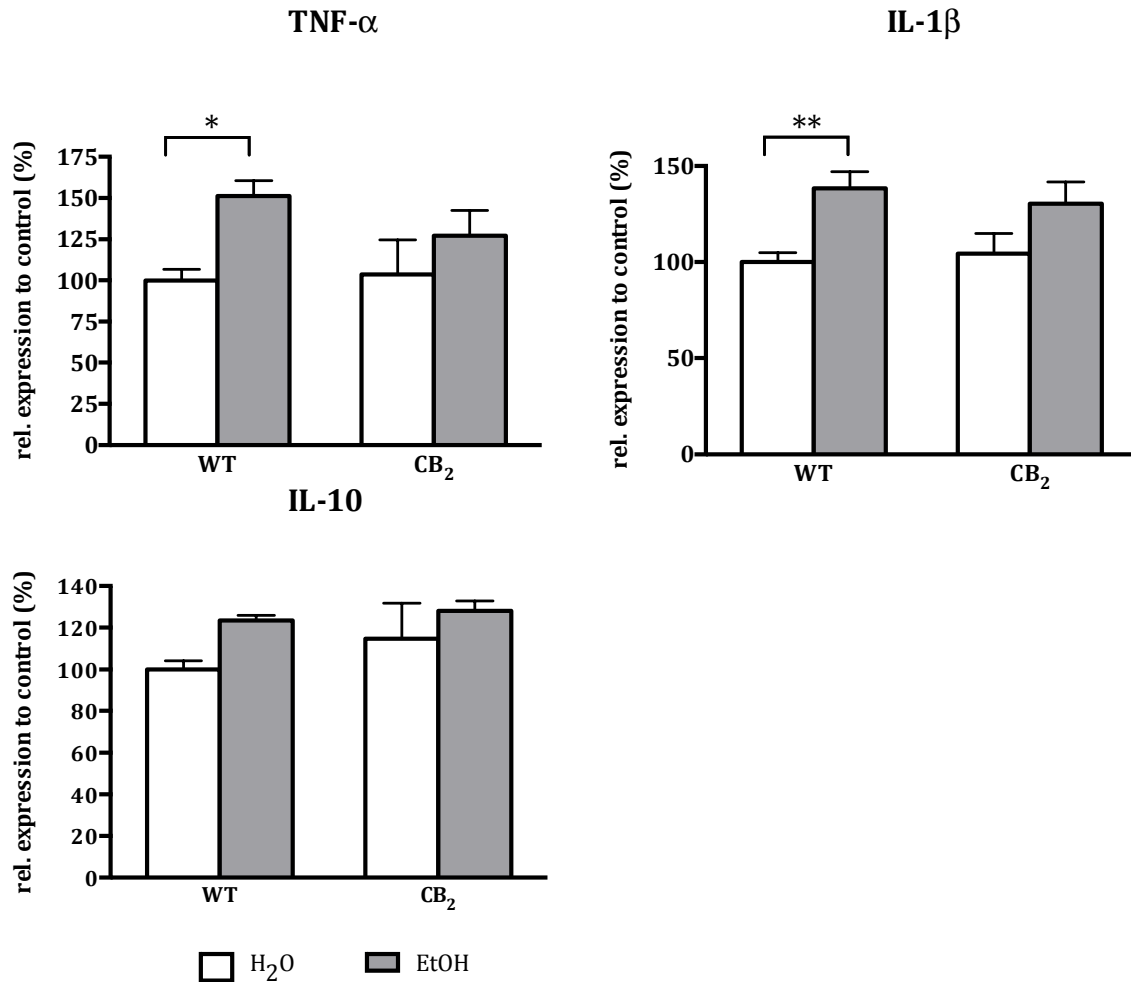 TNF-α
rel. expression to control (%)
175
150
125
100
75
50
25
0
*
WT
CB₂
IL-1β
rel. expression to control (%)
150
100
50
0
**
WT
CB₂
IL-10
rel. expression to control (%)
140
120
100
80
60
40
20
0
WT
CB₂
H₂O
EtOH